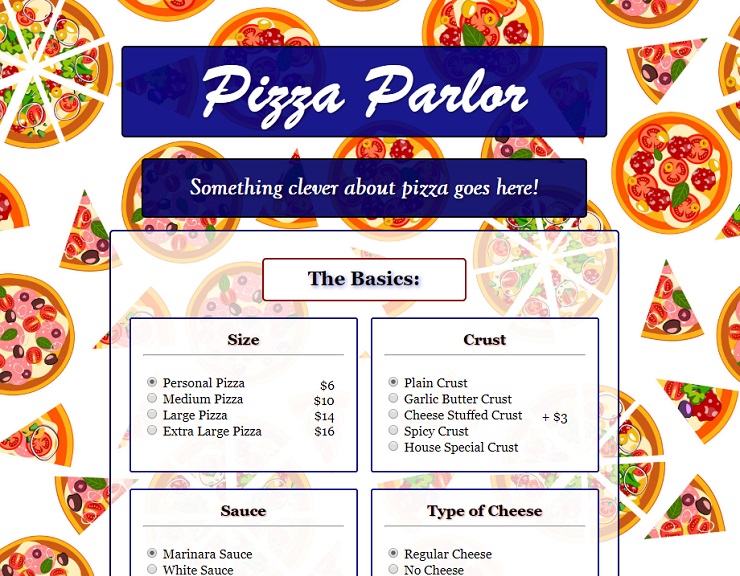 Pizza Parlor
Something clever about pizza goes here!
The Basics:
Size
Personal Pizza $6
Medium Pizza $10
Large Pizza $14
Extra Large Pizza $16
Crust
Plain Crust
Garlic Butter Crust
Cheese Stuffed Crust + $3
Spicy Crust
House Special Crust
Sauce
Marinara Sauce
White Sauce
Type of Cheese
Regular Cheese
No Cheese